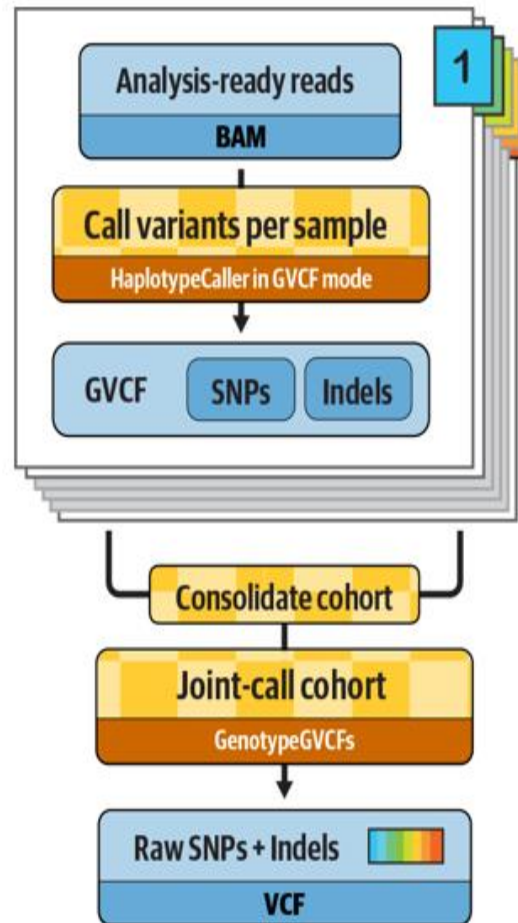 1
Analysis-ready reads
BAM
Call variants per sample
HaplotypeCaller in GVCF mode
GVCF SNPs Indels
Consolidate cohort
Joint-call cohort
GenotypeGVCFs
Raw SNPs + Indels
VCF